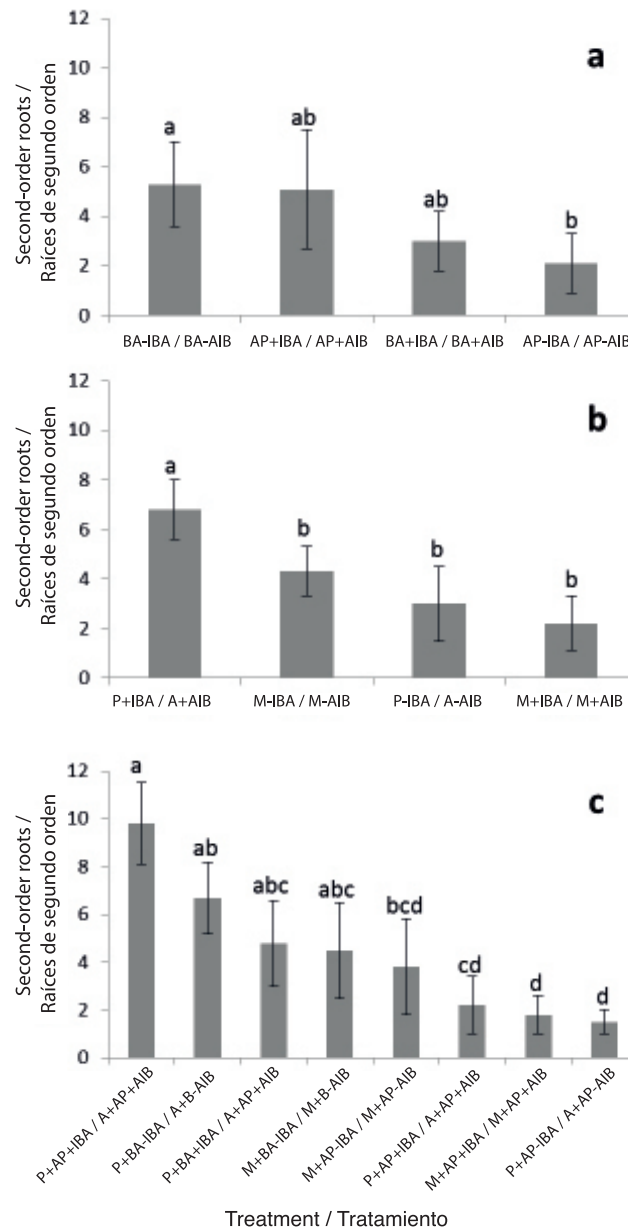 12
10
8
6
4
2
0
Second-order roots /
Raíces de segundo orden
a
a
ab
ab
b
BA-IBA / BA-AIB
AP+IBA / AP+AIB
BA+IBA / BA+AIB
AP-IBA / AP-AIB
12
10
8
6
4
2
0
Second-order roots /
Raíces de segundo orden
b
a
b
b
b
P+IBA / A+AIB
M-IBA / M-AIB
P-IBA / A-AIB
M+IBA / M+AIB
12
10
8
6
4
2
0
Second-order roots /
Raíces de segundo orden
c
a
ab
abc
abc
bcd
cd
d
d
P+AP+IBA / A+AP+AIB
P+BA-IBA / A+B-AIB
P+BA+IBA / A+AP+AIB
M+BA-IBA / M+B-AIB
M+AP-IBA / M+AP-AIB
P+AP+IBA / A+AP+AIB
M+AP+IBA / M+AP+AIB
P+AP-IBA / A+AP-AIB
Treatment / Tratamiento